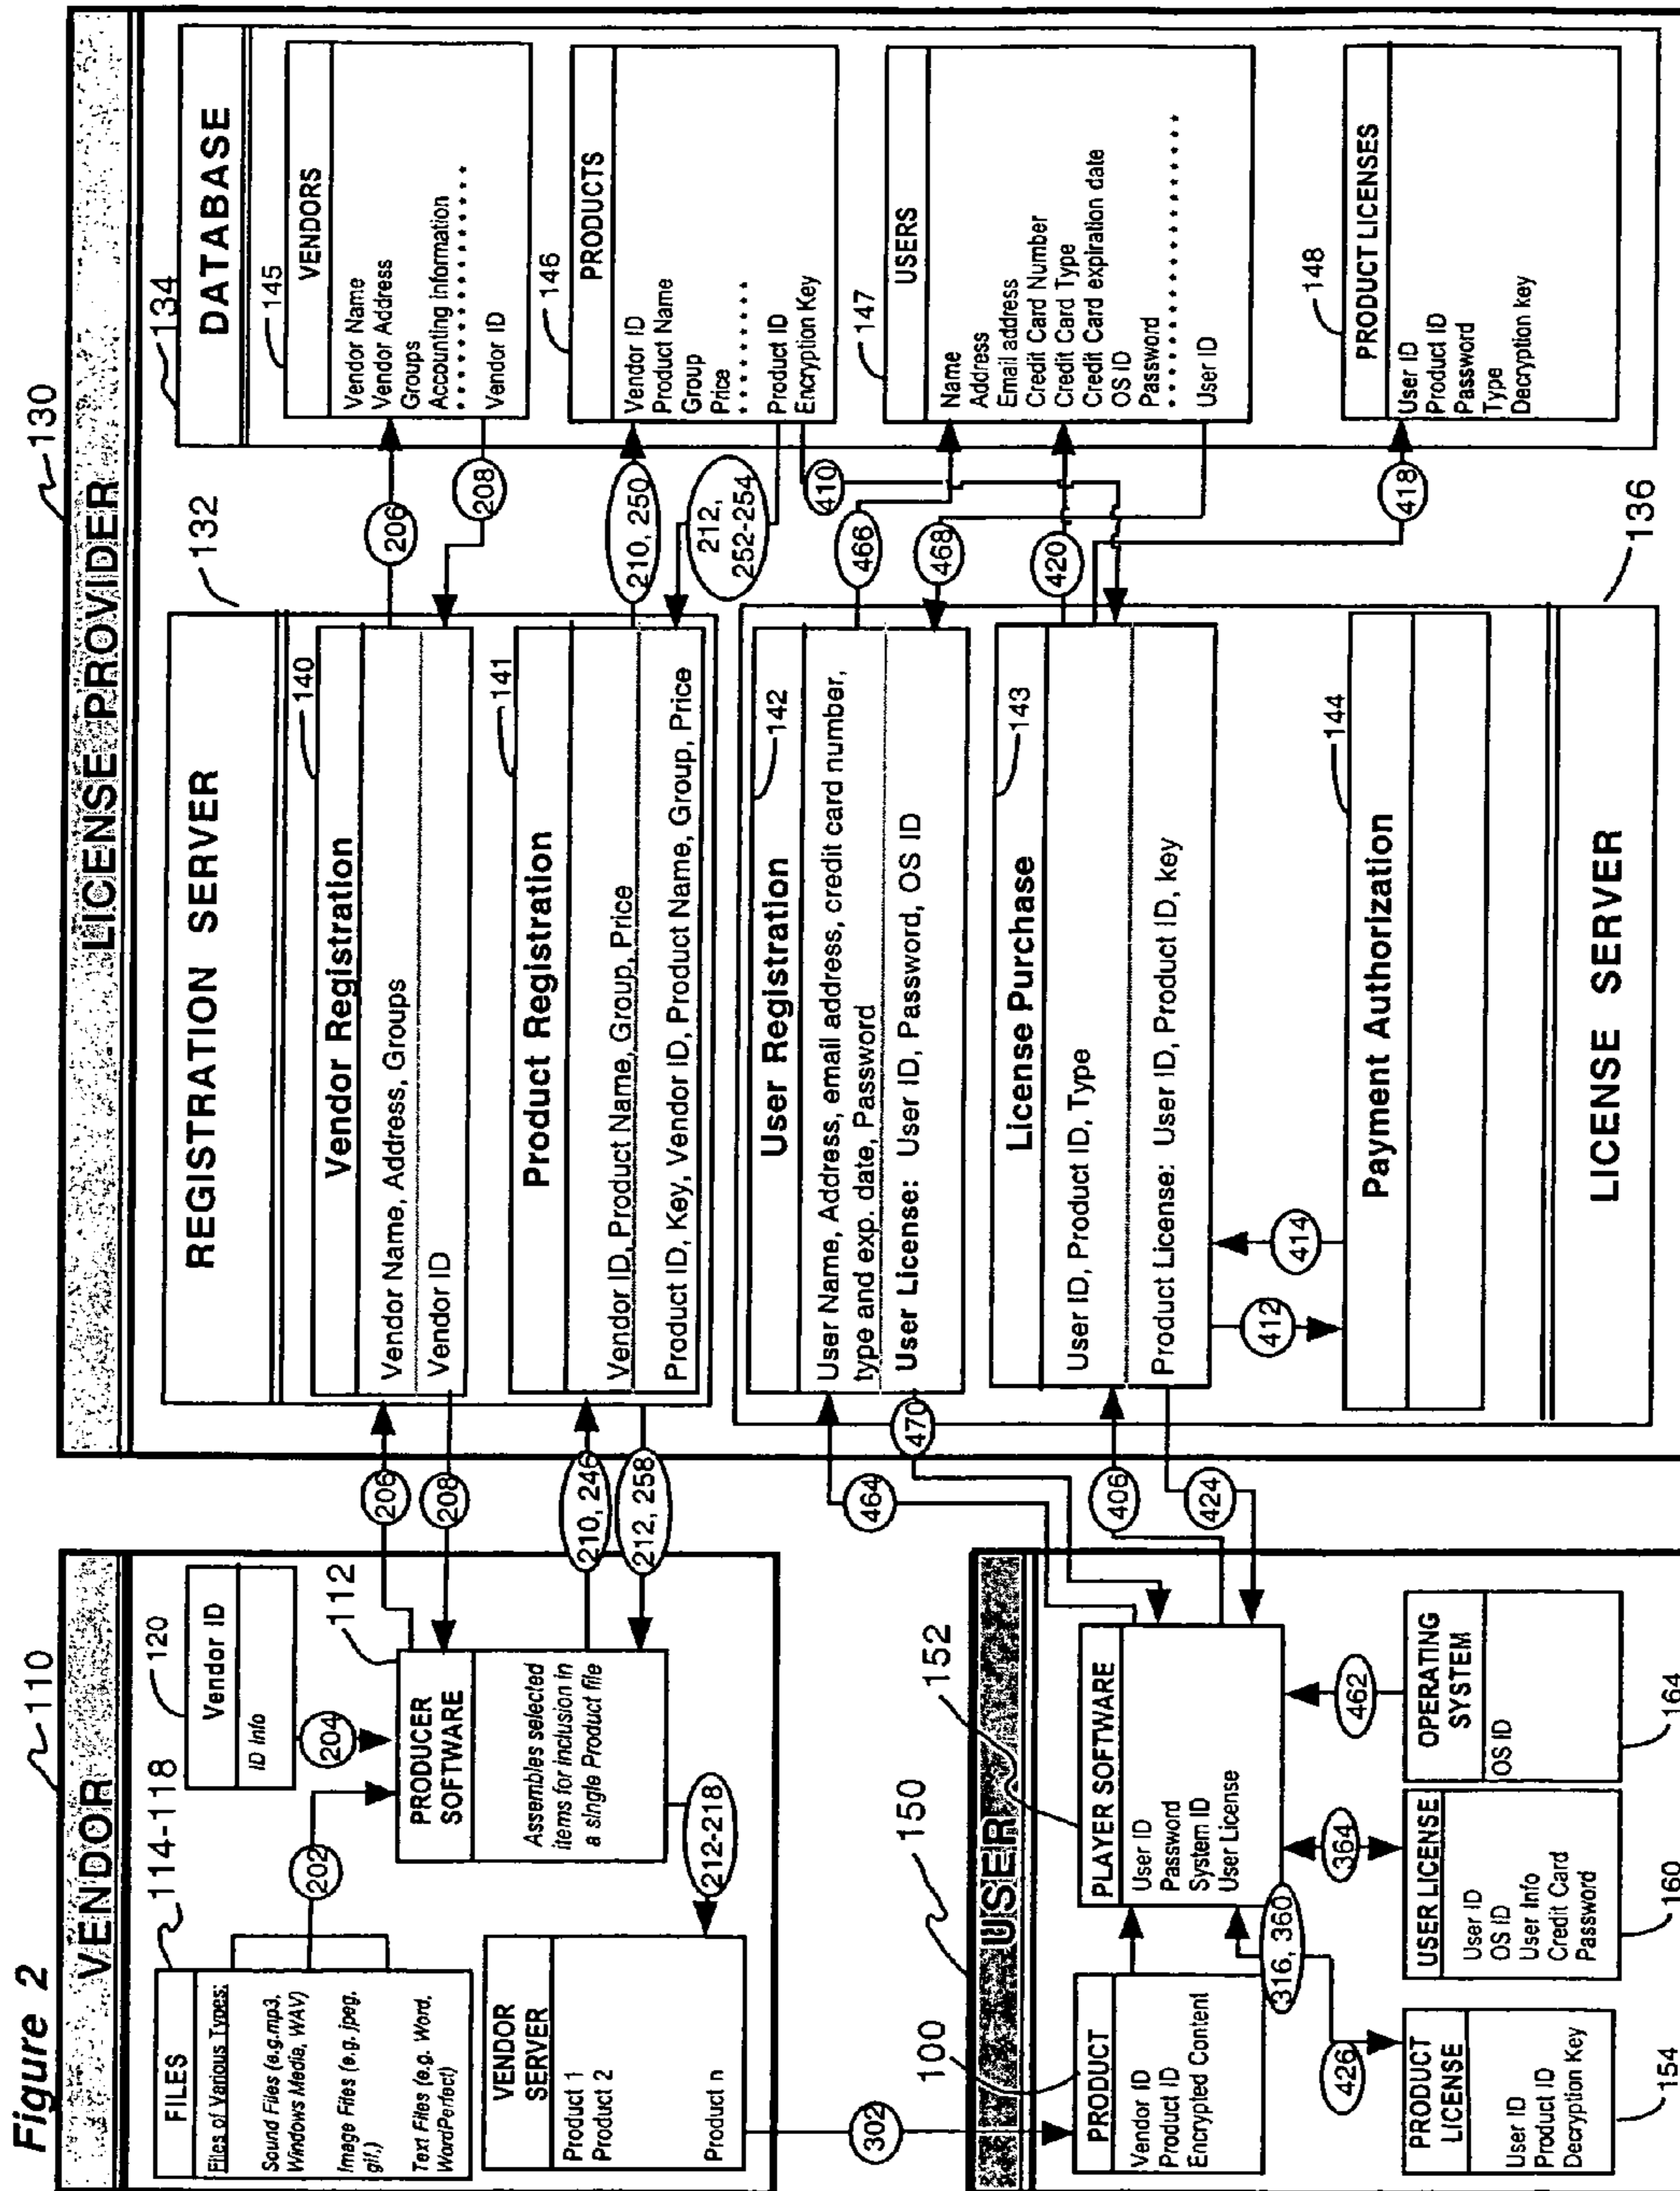 Figure 2
VENDOR
110
FILES
Files of Various Types:
Sound Files (e.g.mp3,
Windows Media, WAV)
Image Files (e.g. jpeg,
gif.)
Text Files (e.g. Word,
WordPerfect)
114-118
202
Vendor ID
ID Info
120
204
PRODUCER
SOFTWARE
Assembles selected
items for inclusion in
a single Product file
112
212-218
VENDOR
SERVER
Product 1
Product 2
Product n
302
206
208
210, 246
212, 258
USER
150
100
152
PRODUCT
Vendor ID
Product ID
Encrypted Content
PLAYER SOFTWARE
User ID
Password
System ID
User License
316, 360
364
462
426
PRODUCT
LICENSE
User ID
Product ID
Decryption Key
154
USER LICENSE
User ID
OS ID
User Info
Credit Card
Password
160
OPERATING
SYSTEM
OS ID
164
464
470
406
424
LICENSE PROVIDER
130
REGISTRATION SERVER
132
Vendor Registration
140
Vendor Name, Address, Groups
Vendor ID
Product Registration
141
Vendor ID, Product Name, Group, Price
Product ID, Key, Vendor ID, Product Name, Group, Price
User Registration
142
User Name, Address, email address, credit card number,
type and exp. date, Password
User License: User ID, Password, OS ID
License Purchase
143
User ID, Product ID, Type
Product License: User ID, Product ID, key
412
414
Payment Authorization
144
LICENSE SERVER
136
206
208
210, 250
212,
252-254
410
466
468
420
418
DATABASE
134
VENDORS
145
Vendor Name
Vendor Address
Groups
Accounting information
Vendor ID
PRODUCTS
146
Vendor ID
Product Name
Group
Price
Product ID
Encryption Key
USERS
147
Name
Address
Email address
Credit Card Number
Credit Card Type
Credit Card expiration date
OS ID
Password
User ID
PRODUCT LICENSES
148
User ID
Product ID
Password
Type
Decryption key